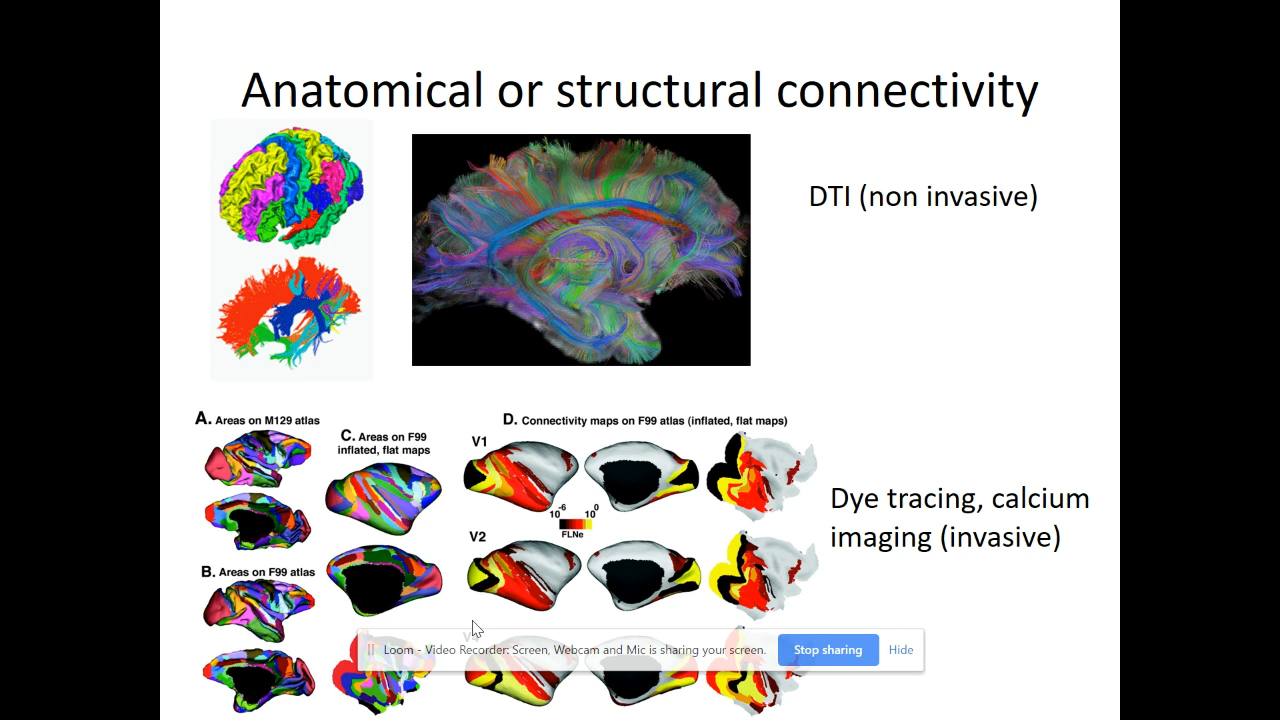 Anatomical or structural connectivity
DTI (non invasive)
A. Areas on M129 atlas
C. Areas on F99
inflated, flat maps
D. Connectivity maps on F99 atlas (inflated, flat maps)
V1
10^-6 10^0
FLNe
V2
B. Areas on F99 atlas
Dye tracing, calcium
imaging (invasive)
Loom - Video Recorder: Screen, Webcam and Mic is sharing your screen.
Stop sharing
Hide